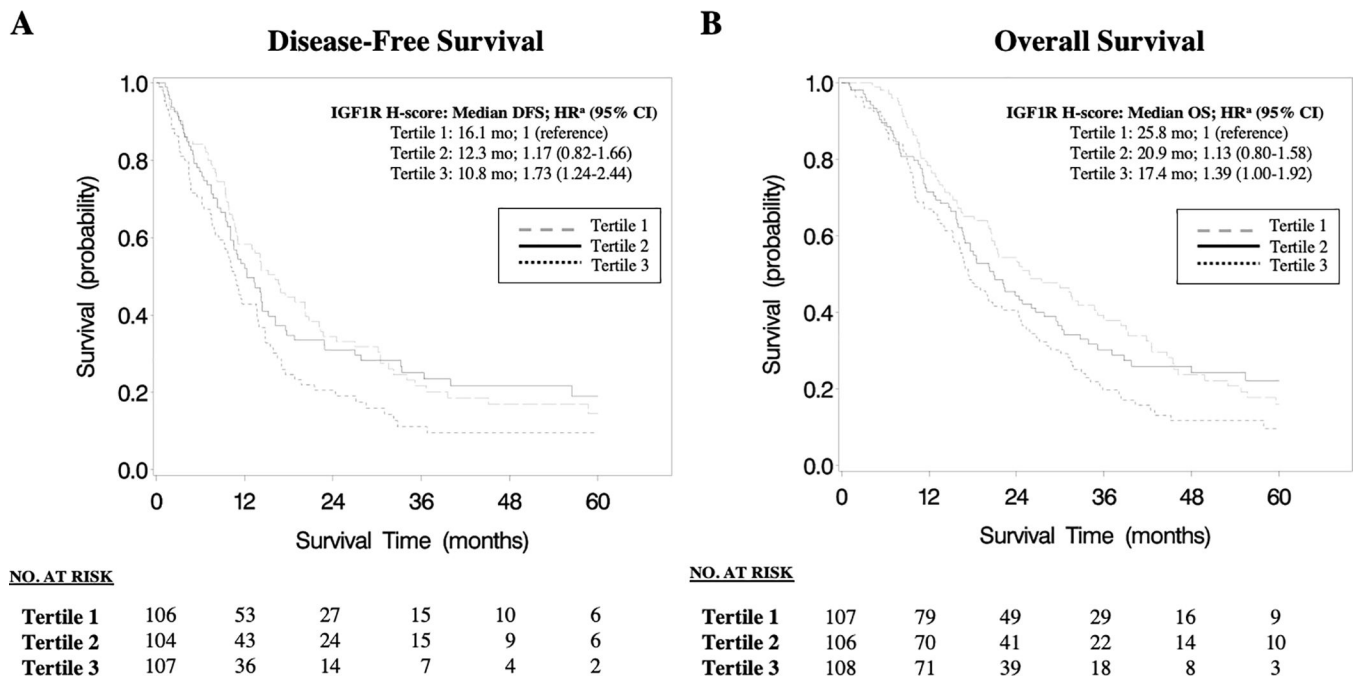 A
Disease-Free Survival
IGF1R H-score: Median DFS; HRᵃ (95% CI)
Tertile 1: 16.1 mo; 1 (reference)
Tertile 2: 12.3 mo; 1.17 (0.82-1.66)
Tertile 3: 10.8 mo; 1.73 (1.24-2.44)
Tertile 1
Tertile 2
Tertile 3
Survival (probability)
1.0
0.8
0.6
0.4
0.2
0.0
0 12 24 36 48 60
Survival Time (months)
NO. AT RISK
Tertile 1 106 53 27 15 10 6
Tertile 2 104 43 24 15 9 6
Tertile 3 107 36 14 7 4 2
B
Overall Survival
IGF1R H-score: Median OS; HRᵃ (95% CI)
Tertile 1: 25.8 mo; 1 (reference)
Tertile 2: 20.9 mo; 1.13 (0.80-1.58)
Tertile 3: 17.4 mo; 1.39 (1.00-1.92)
Tertile 1
Tertile 2
Tertile 3
Survival (probability)
1.0
0.8
0.6
0.4
0.2
0.0
0 12 24 36 48 60
Survival Time (months)
NO. AT RISK
Tertile 1 107 79 49 29 16 9
Tertile 2 106 70 41 22 14 10
Tertile 3 108 71 39 18 8 3